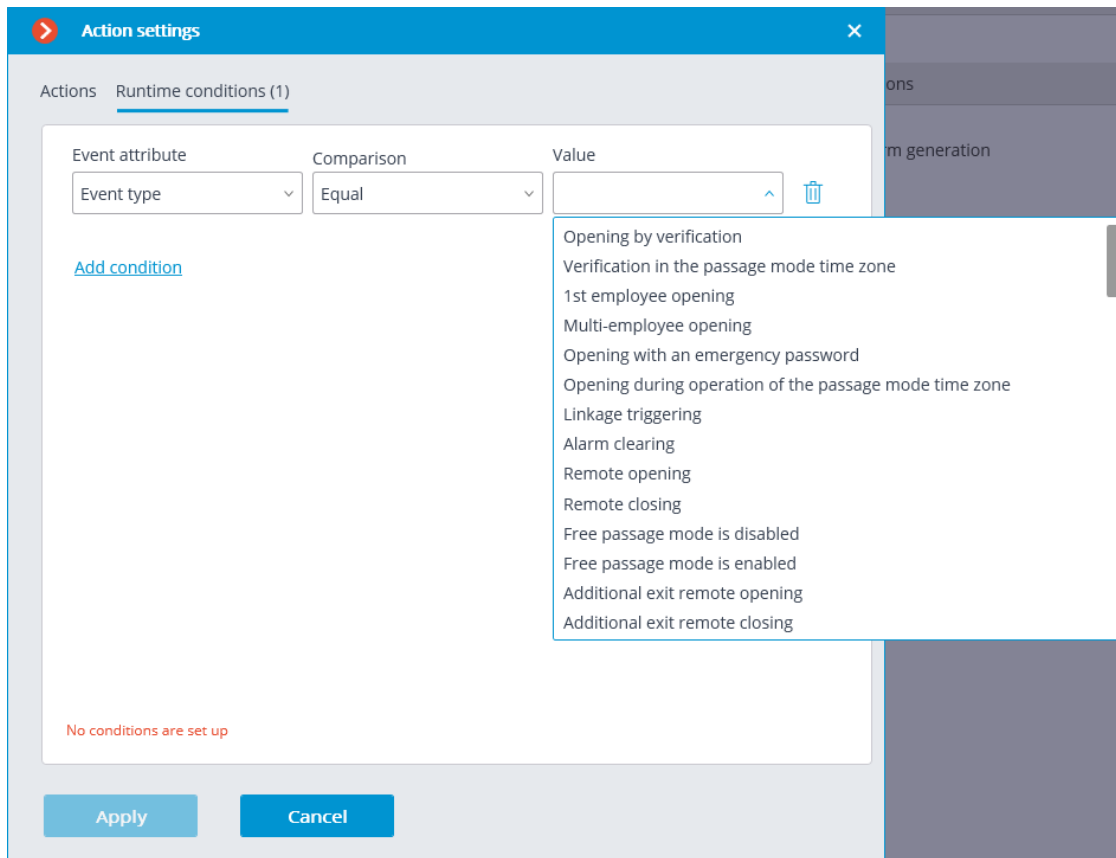 Action settings
Actions Runtime conditions (1)
ons
Event attribute Comparison Value
rm generation
Event type Equal
Add condition
Opening by verification
Verification in the passage mode time zone
1st employee opening
Multi-employee opening
Opening with an emergency password
Opening during operation of the passage mode time zone
Linkage triggering
Alarm clearing
Remote opening
Remote closing
Free passage mode is disabled
Free passage mode is enabled
Additional exit remote opening
Additional exit remote closing
No conditions are set up
Apply Cancel